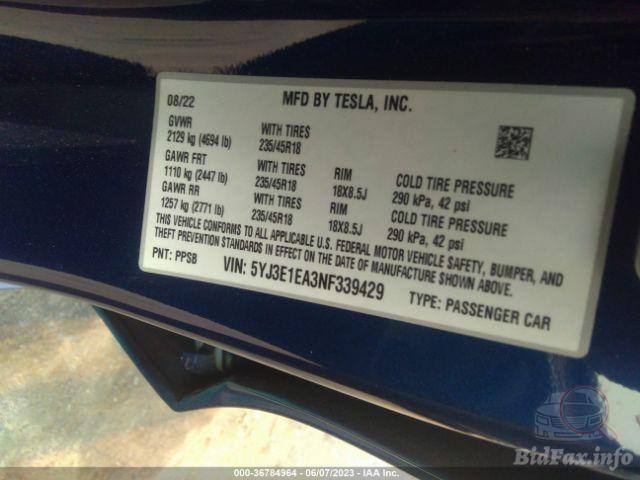 08/22 MFD BY TESLA, INC.
GVWR
2129 kg (4694 lb) WITH TIRES
235/45R18
GAWR FRT
1110 kg (2447 lb) WITH TIRES
235/45R18 RIM
18X8.5J COLD TIRE PRESSURE
290 kPa, 42 psi
GAWR RR
1257 kg (2771 lb) WITH TIRES
235/45R18 RIM
18X8.5J COLD TIRE PRESSURE
290 kPa, 42 psi
THIS VEHICLE CONFORMS TO ALL APPLICABLE U.S. FEDERAL MOTOR VEHICLE SAFETY, BUMPER, AND
THEFT PREVENTION STANDARDS IN EFFECT ON THE DATE OF MANUFACTURE SHOWN ABOVE.
PNT: PPSB VIN: 5YJ3E1EA3NF339429 TYPE: PASSENGER CAR
BidFax.info
000-36784964 - 06/07/2023 - IAA Inc.